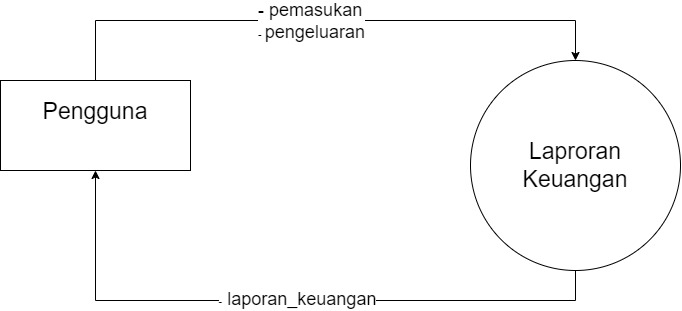 - pemasukan
- pengeluaran
Pengguna
Laproran
Keuangan
- laporan_keuangan